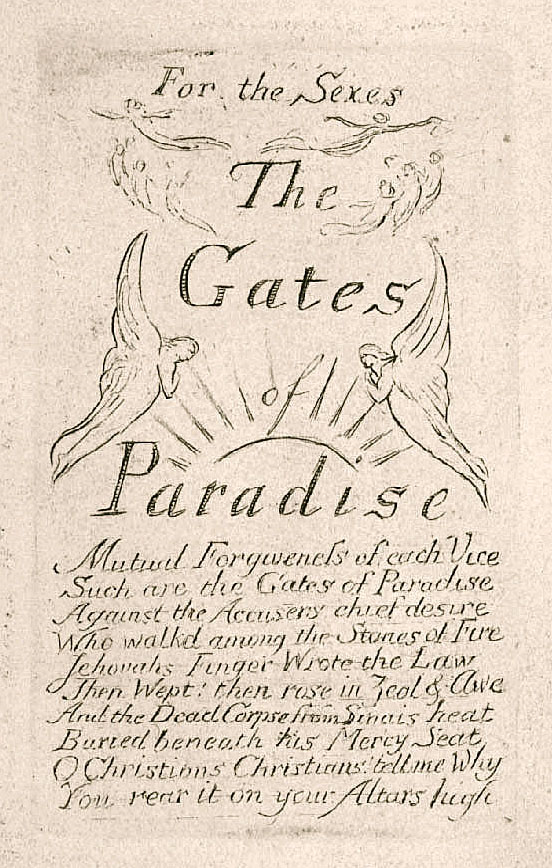 For the Sexes
The
Gates
of
Paradise
Mutual Forgiveneſs of each Vice
Such are the Gates of Paradise
Against the Accusers chief desire
Who walkd among the Stones of Fire
Jehovahs Finger Wrote the Law
Then Wept! then rose in Zeal & Awe
And the Dead Corpse from Sinais heat
Buried beneath his Mercy Seat
O Christians Christians! tell me Why
You rear it on your Altars high